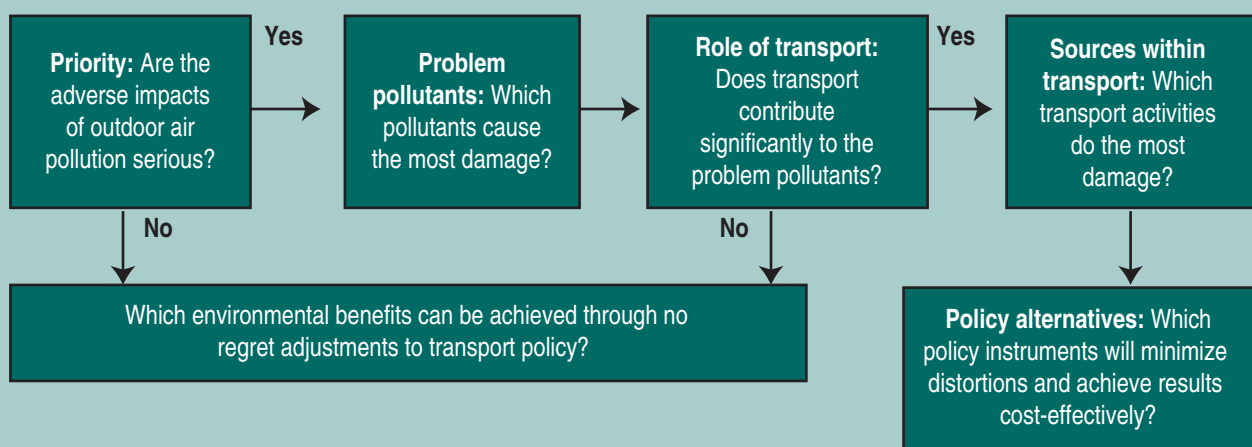 Priority: Are the
adverse impacts
of outdoor air
pollution serious?
Yes
No
Problem
pollutants: Which
pollutants cause
the most damage?
Role of transport:
Does transport
contribute
significantly to the
problem pollutants?
Yes
No
Sources within
transport: Which
transport activities
do the most
damage?
Which environmental benefits can be achieved through no
regret adjustments to transport policy?
Policy alternatives: Which
policy instruments will minimize
distortions and achieve results
cost-effectively?